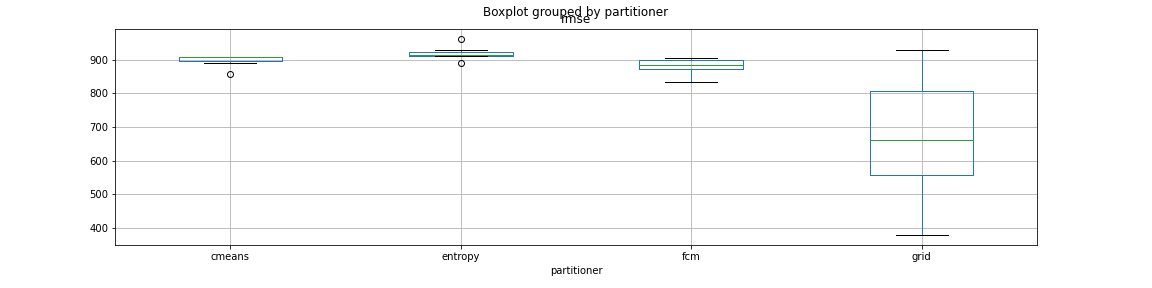 Boxplot grouped by partitioner
rmse
900
800
700
600
500
400
cmeans entropy fcm grid
partitioner